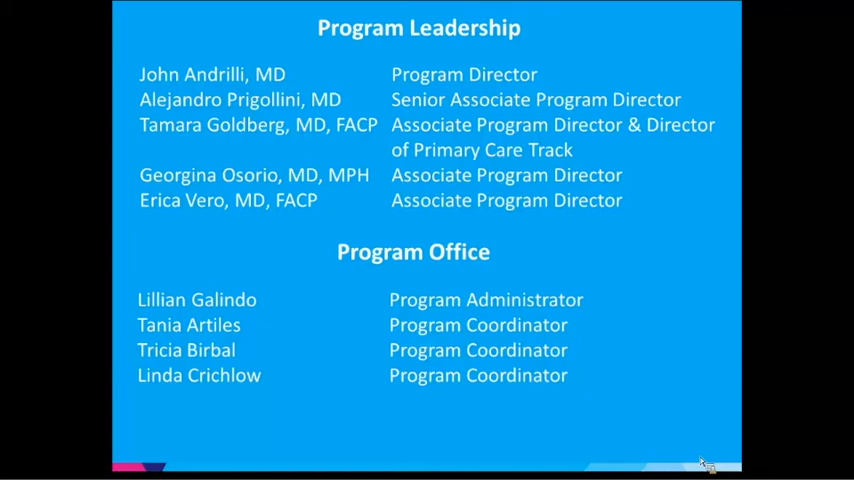 Program Leadership
John Andrilli, MD Program Director
Alejandro Prigollini, MD Senior Associate Program Director
Tamara Goldberg, MD, FACP Associate Program Director & Director
of Primary Care Track
Georgina Osorio, MD, MPH Associate Program Director
Erica Vero, MD, FACP Associate Program Director
Program Office
Lillian Galindo Program Administrator
Tania Artiles Program Coordinator
Tricia Birbal Program Coordinator
Linda Crichlow Program Coordinator